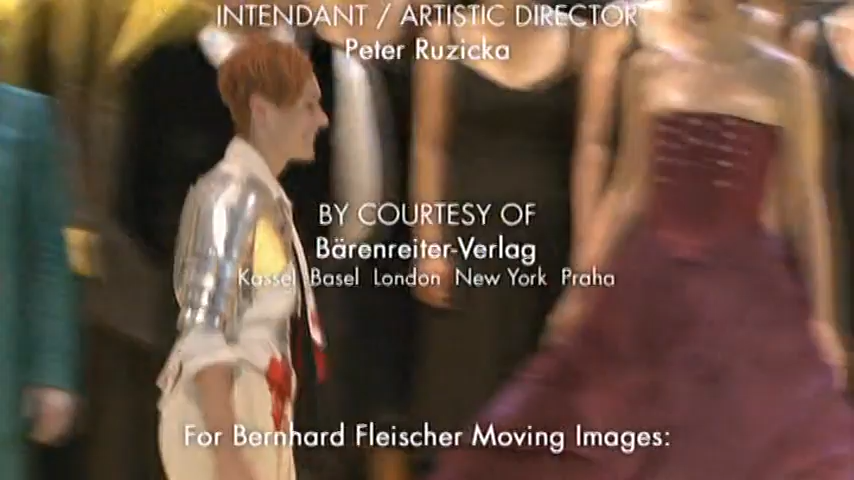 INTENDANT / ARTISTIC DIRECTOR
Peter Ruzicka
BY COURTESY OF
Bärenreiter-Verlag
Kassel Basel London New York Praha
For Bernhard Fleischer Moving Images: